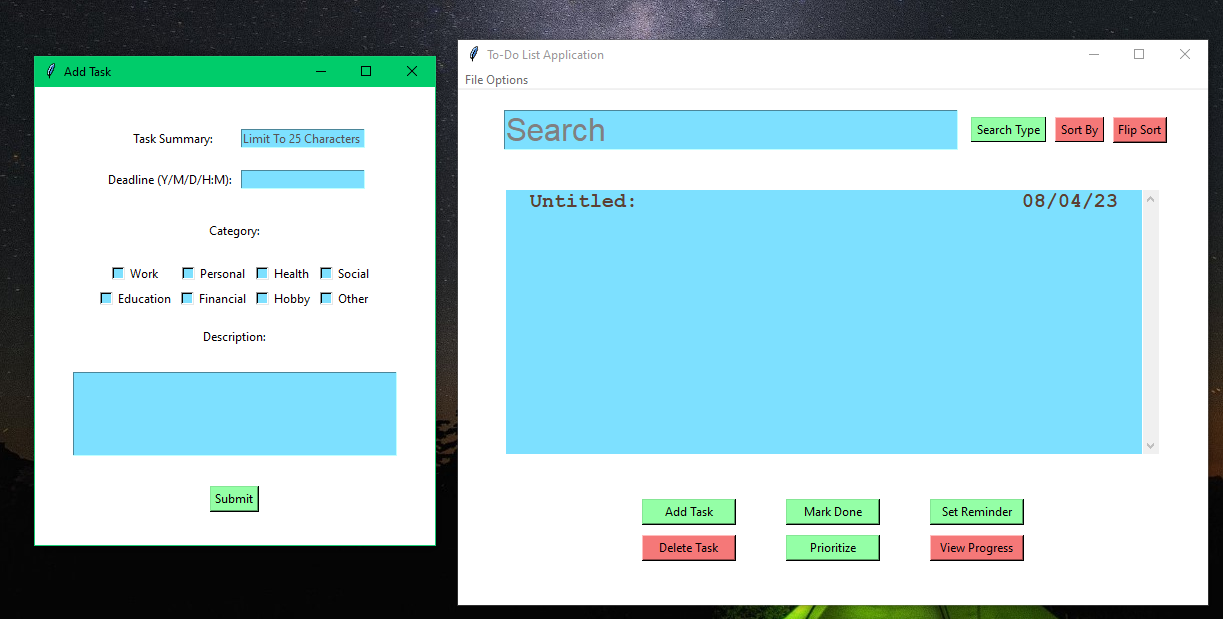 Add Task
Task Summary: Limit To 25 Characters
Deadline (Y/M/D/H:M):
Category:
Work Personal Health Social
Education Financial Hobby Other
Description:
Submit
To-Do List Application
File Options
Search Search Type Sort By Flip Sort
Untitled: 08/04/23
Add Task Mark Done Set Reminder
Delete Task Prioritize View Progress